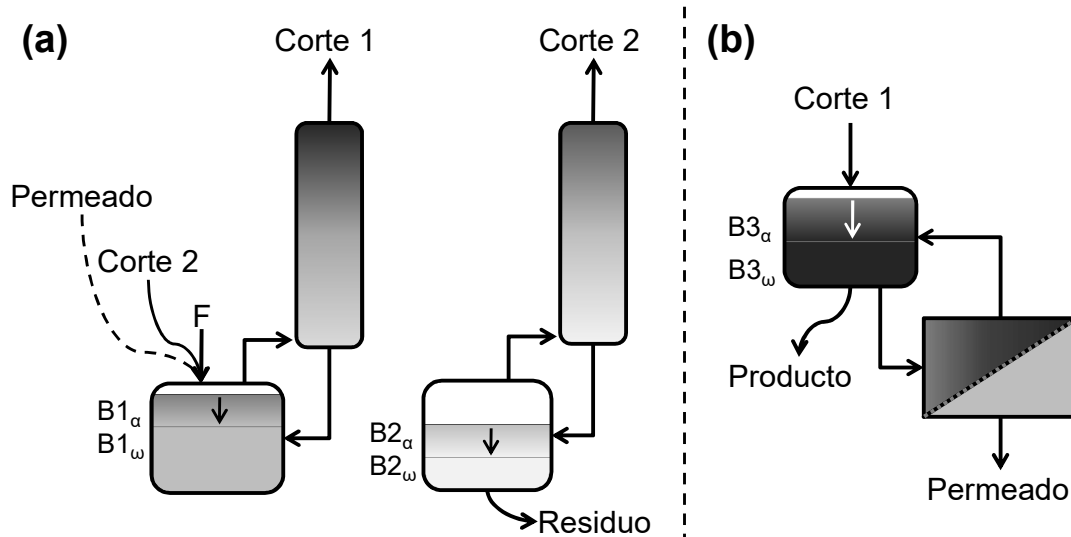 (a)
Corte 1
Corte 2
Permeado
Corte 2
F
B1α
B1ω
B2α
B2ω
Residuo
(b)
Corte 1
B3α
B3ω
Producto
Permeado